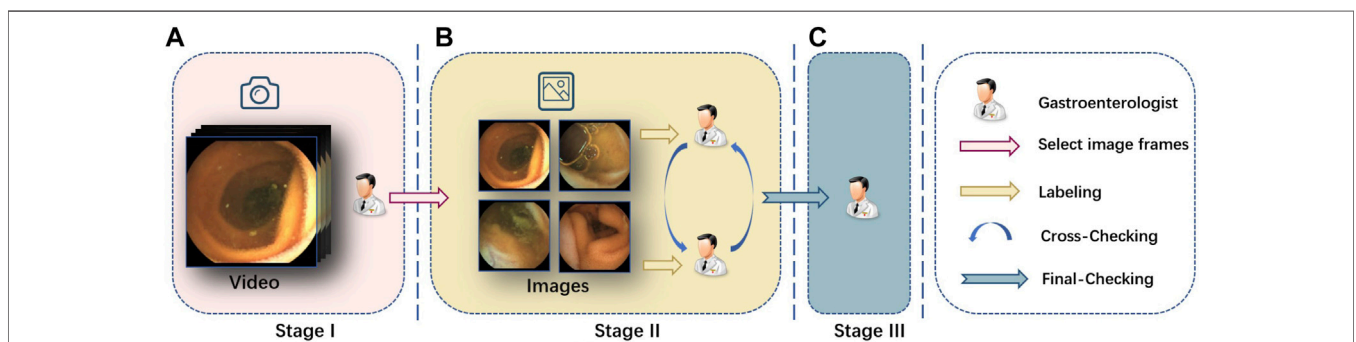 A
B
C
Video
Images
Stage I
Stage II
Stage III
Gastroenterologist
Select image frames
Labeling
Cross-Checking
Final-Checking